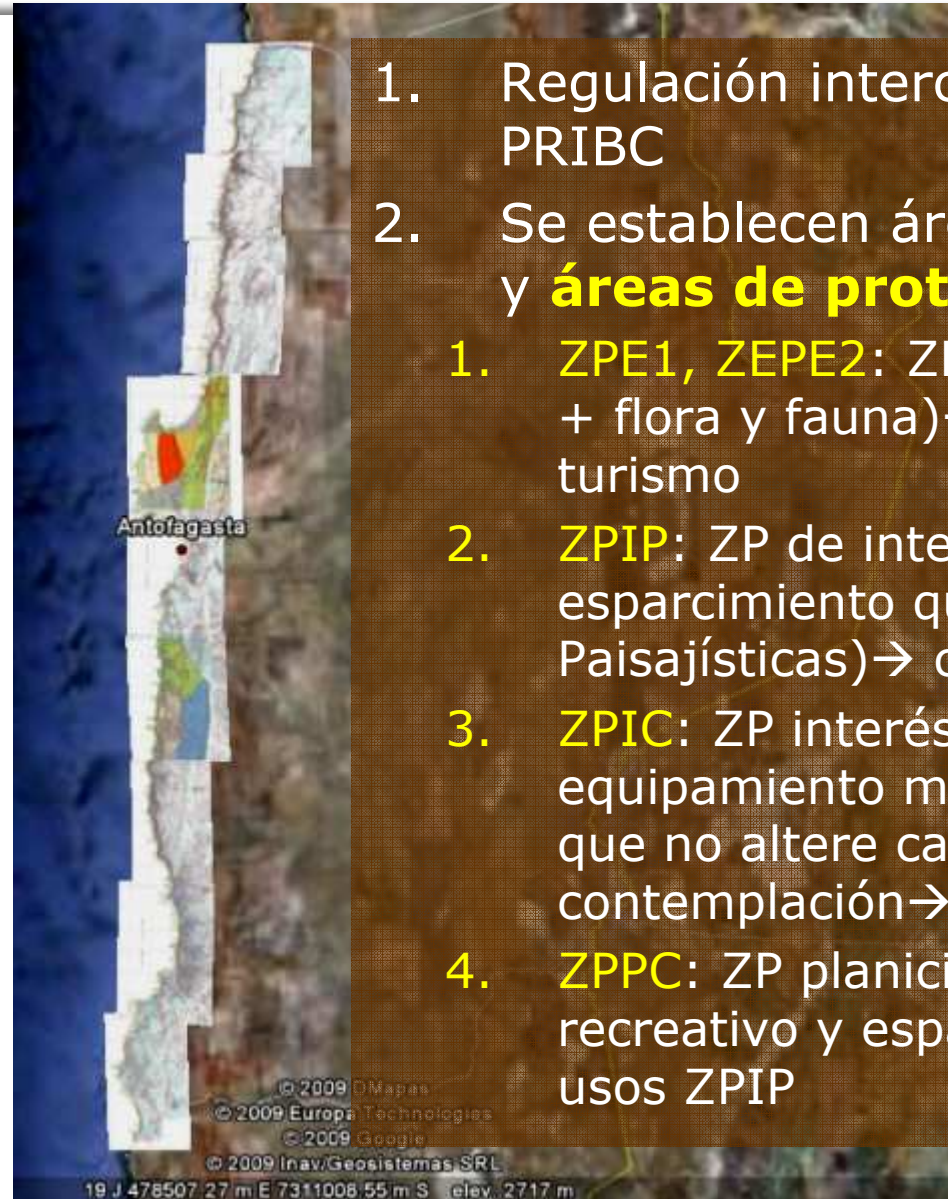 1. Regulación interc
PRIBC
2. Se establecen ár
y áreas de prot
1. ZPE1, ZEPE2: ZP
+ flora y fauna)
turismo
2. ZPIP: ZP de inte
esparcimiento qu
Paisajísticas)→
3. ZPIC: ZP interés
equipamiento m
que no altere ca
contemplación→
4. ZPPC: ZP planici
recreativo y esp
usos ZPIP
Antofagasta
© 2009 DMapas
© 2009 Europa Technologies
© 2009 Google
© 2009 Inav/Geosistemas SRL
19 J 478507.27 m E 7311008.55 m S elev. 2717 m